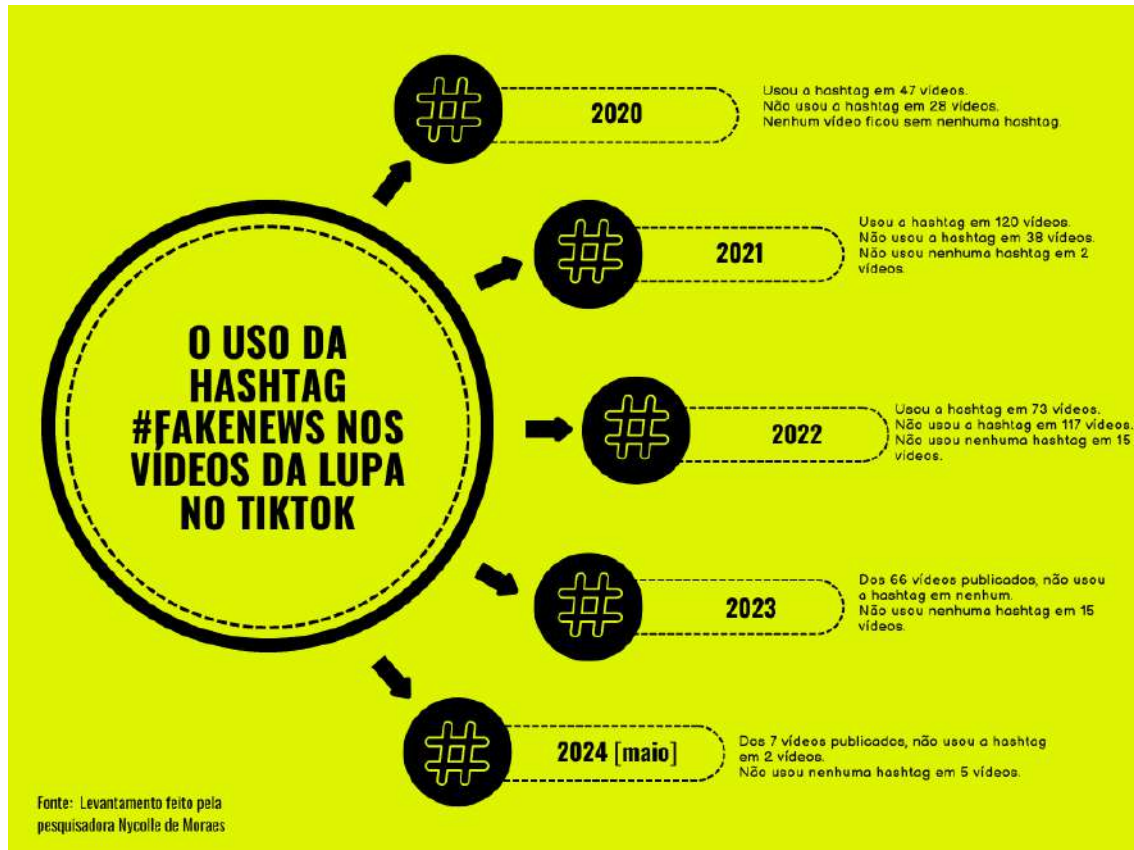 O USO DA
HASHTAG
#FAKENEWS NOS
VÍDEOS DA LUPA
NO TIKTOK
2020
Usou a hashtag em 47 vídeos.
Não usou a hashtag em 28 vídeos.
Nenhum vídeo ficou sem nenhuma hashtag.
2021
Usou a hashtag em 120 vídeos.
Não usou a hashtag em 38 vídeos.
Não usou nenhuma hashtag em 2
vídeos.
2022
Usou a hashtag em 73 vídeos.
Não usou a hashtag em 117 vídeos.
Não usou nenhuma hashtag em 15
vídeos.
2023
Dos 66 vídeos publicados, não usou
a hashtag em nenhum.
Não usou nenhuma hashtag em 15
vídeos.
2024 [maio]
Dos 7 vídeos publicados, não usou a hashtag
em 2 vídeos.
Não usou nenhuma hashtag em 5 vídeos.
Fonte: Levantamento feito pela
pesquisadora Nycolle de Moraes